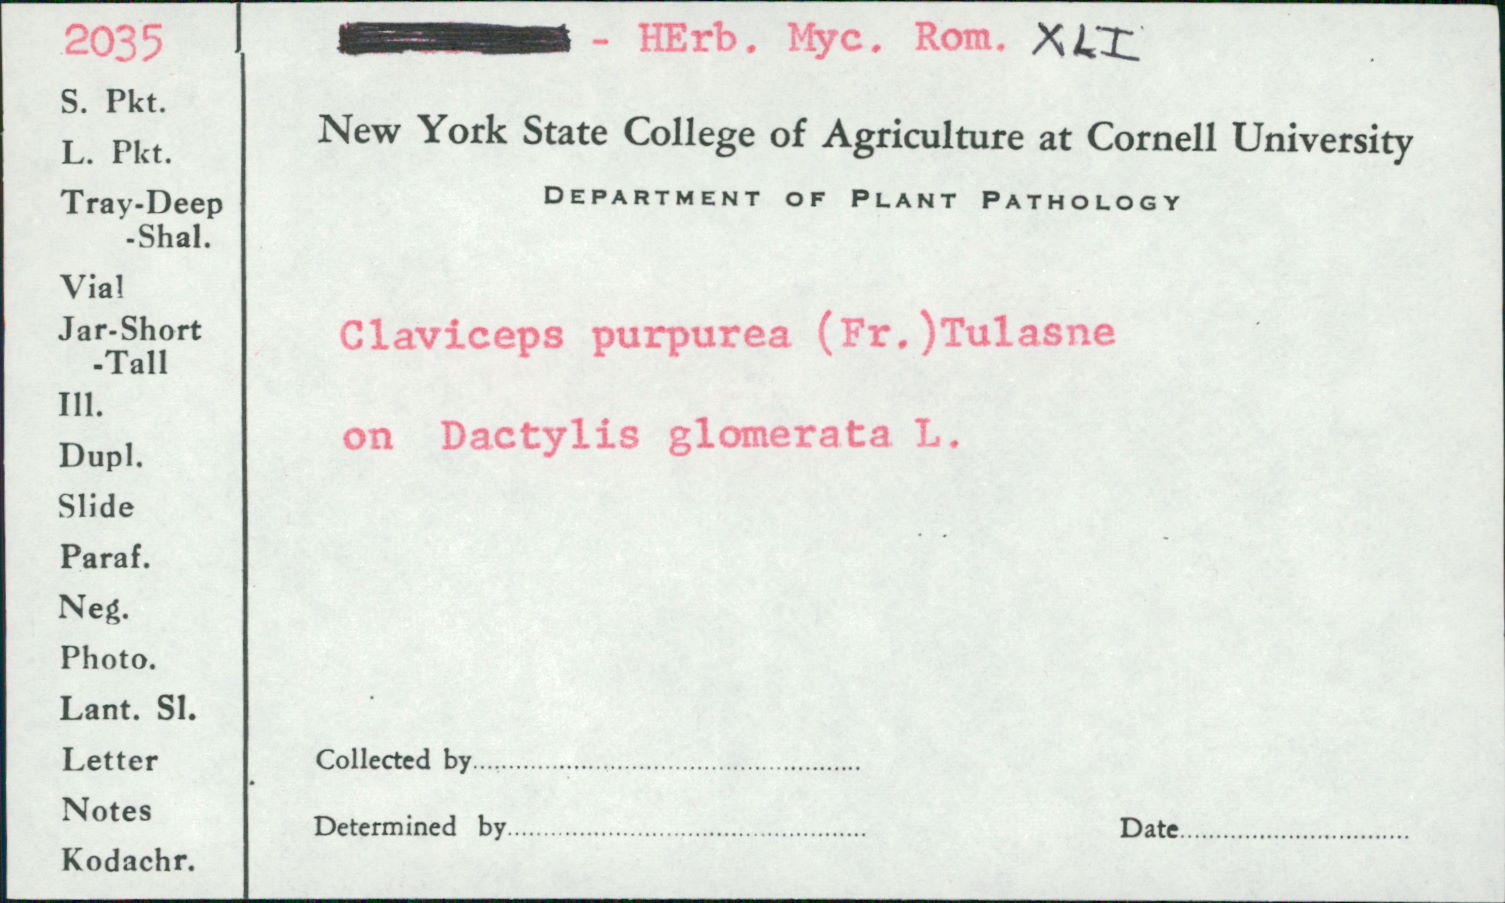 2035
- HErb. Myc. Rom. XLI
S. Pkt.
L. Pkt.
Tray-Deep
-Shal.
Vial
Jar-Short
-Tall
Ill.
Dupl.
Slide
Paraf.
Neg.
Photo.
Lant. Sl.
Letter
Notes
Kodachr.
New York State College of Agriculture at Cornell University
DEPARTMENT OF PLANT PATHOLOGY
Claviceps purpurea (Fr.)Tulasne
on Dactylis glomerata L.
Collected by
Determined by
Date